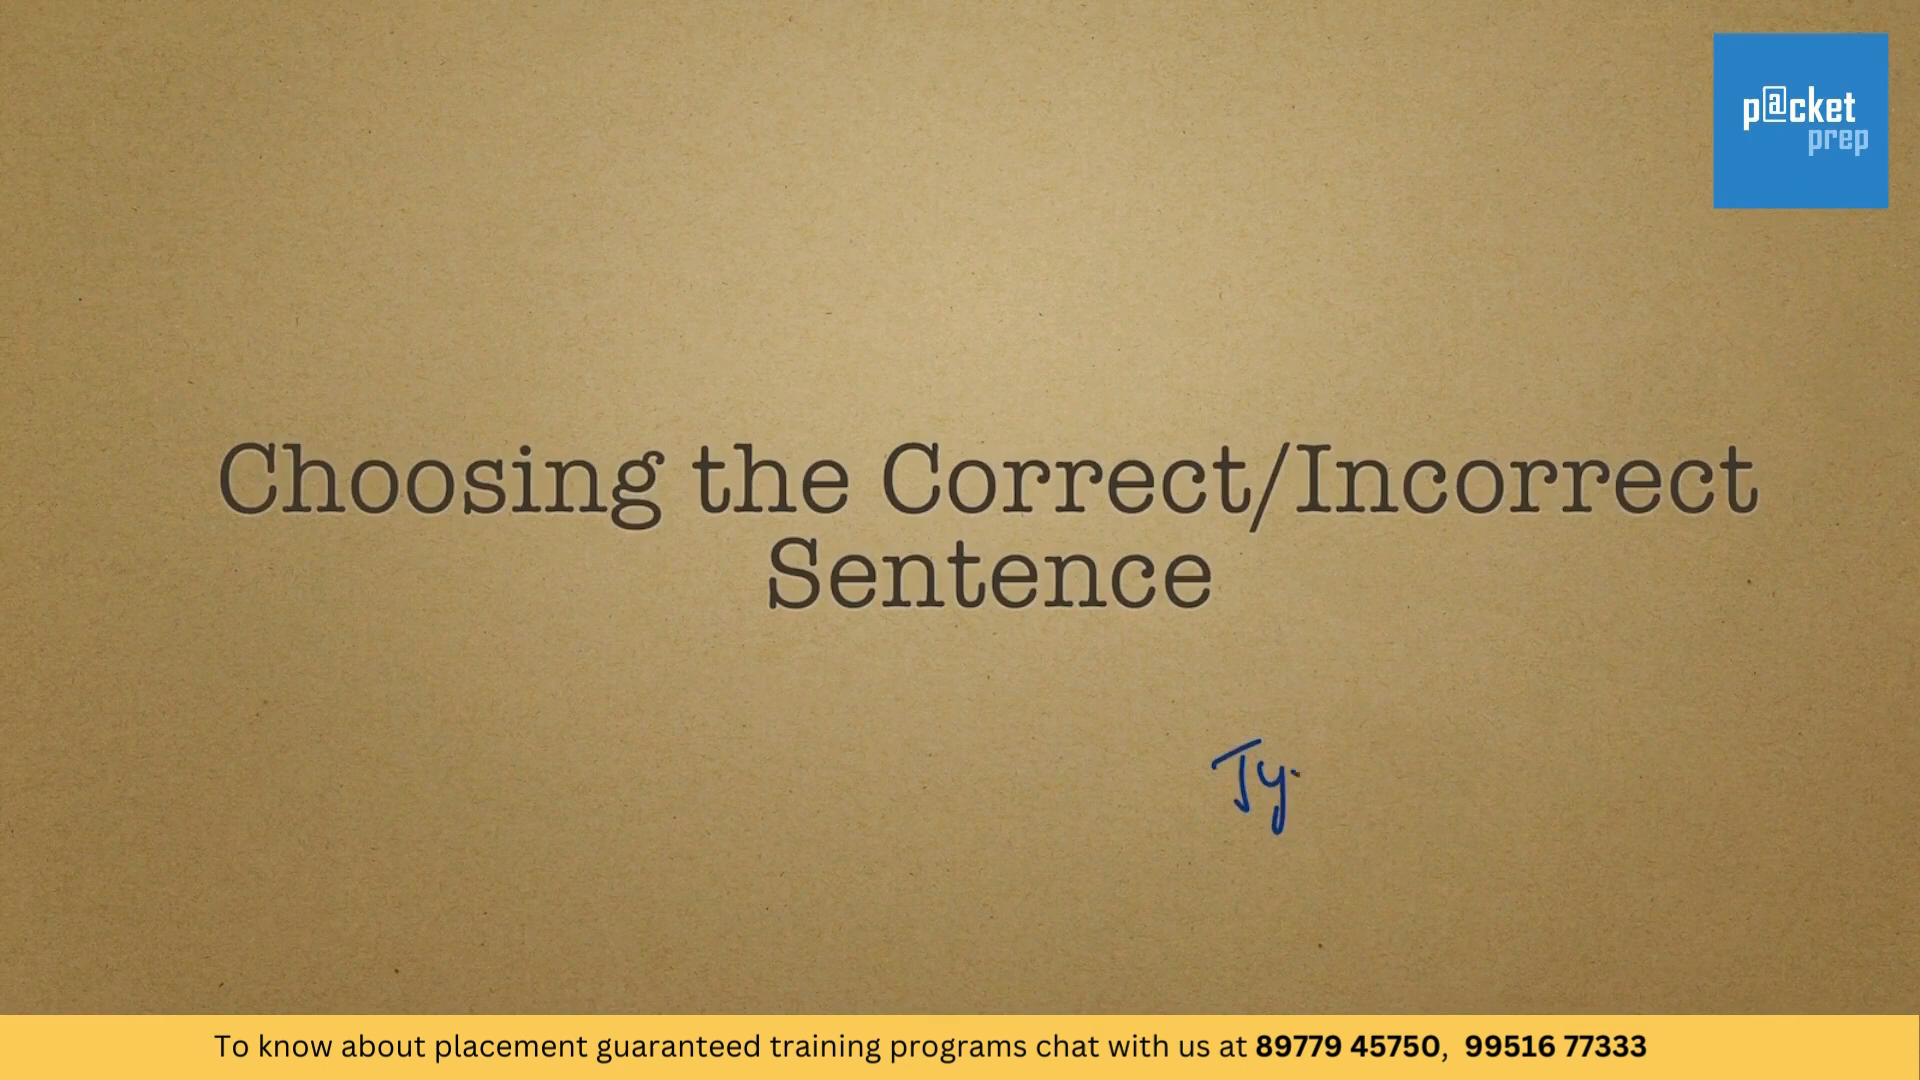 p@cket
prep
Choosing the Correct/Incorrect
Sentence
Ty
To know about placement guaranteed training programs chat with us at 89779 45750, 99516 77333